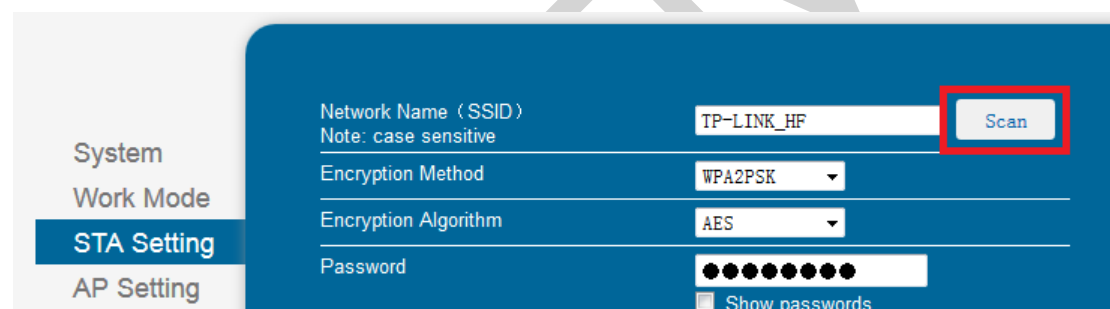 System
Work Mode
STA Setting
AP Setting
Network Name（SSID） TP-LINK_HF Scan
Note: case sensitive
Encryption Method WPA2PSK
Encryption Algorithm AES
Password ●●●●●●●●
Show passwords